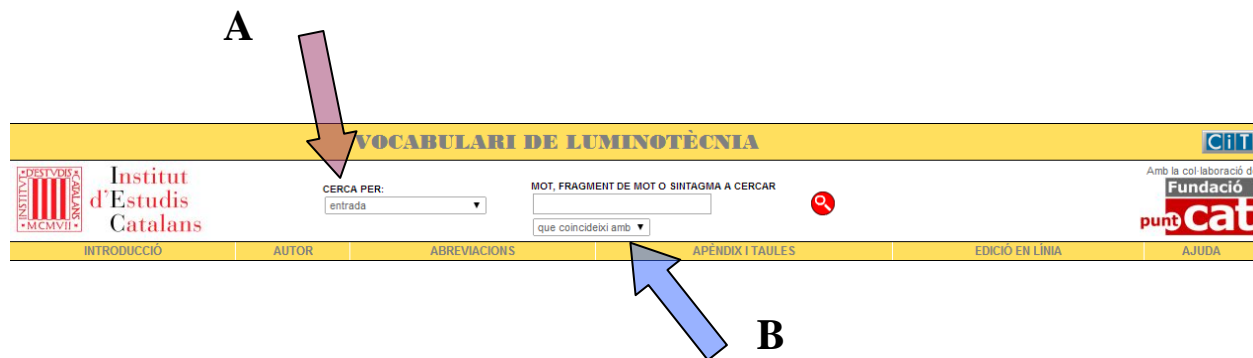 A
VOCABULARI DE LUMINOTÈCNIA
CiT
INSTITVT D'ESTVDIS CATALANS
MCMVII
Institut
d'Estudis
Catalans
CERCA PER:
entrada
MOT, FRAGMENT DE MOT O SINTAGMA A CERCAR
que coincideixi amb
Amb la col·laboració d
Fundació
punt cat
INTRODUCCIÓ AUTOR ABREVIACIONS APÈNDIX I TAULES EDICIÓ EN LÍNIA AJUDA
B